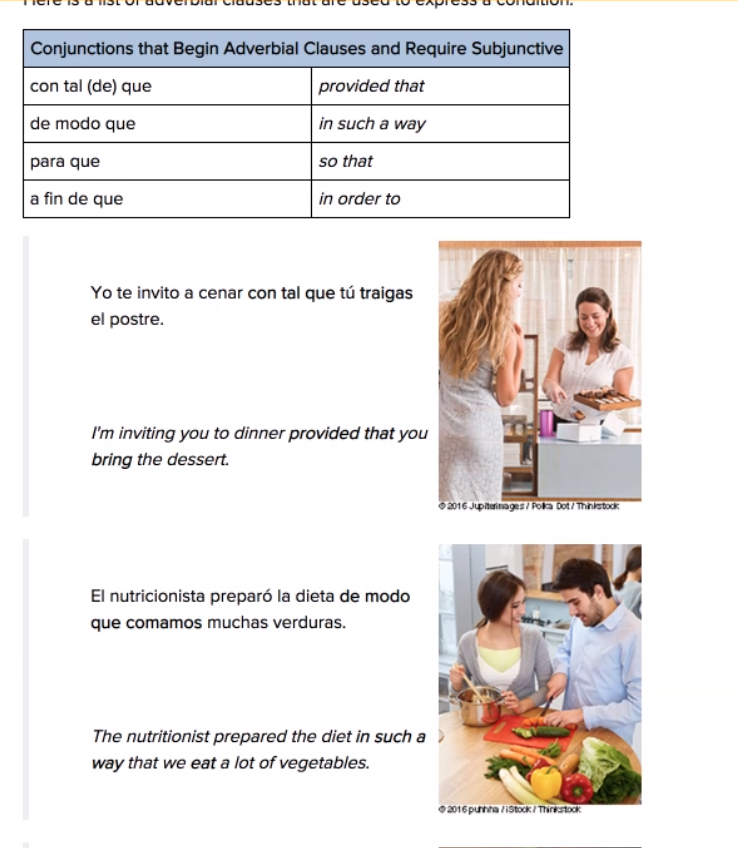 Here is a list of adverbial clauses that are used to express a condition.
Conjunctions that Begin Adverbial Clauses and Require Subjunctive
con tal (de) que provided that
de modo que in such a way
para que so that
a fin de que in order to
Yo te invito a cenar con tal que tú traigas
el postre.
I'm inviting you to dinner provided that you
bring the dessert.
© 2016 Jupiterimages / Polka Dot / Thinkstock
El nutricionista preparó la dieta de modo
que comamos muchas verduras.
The nutritionist prepared the diet in such a
way that we eat a lot of vegetables.
© 2016 puhhha / iStock / Thinkstock